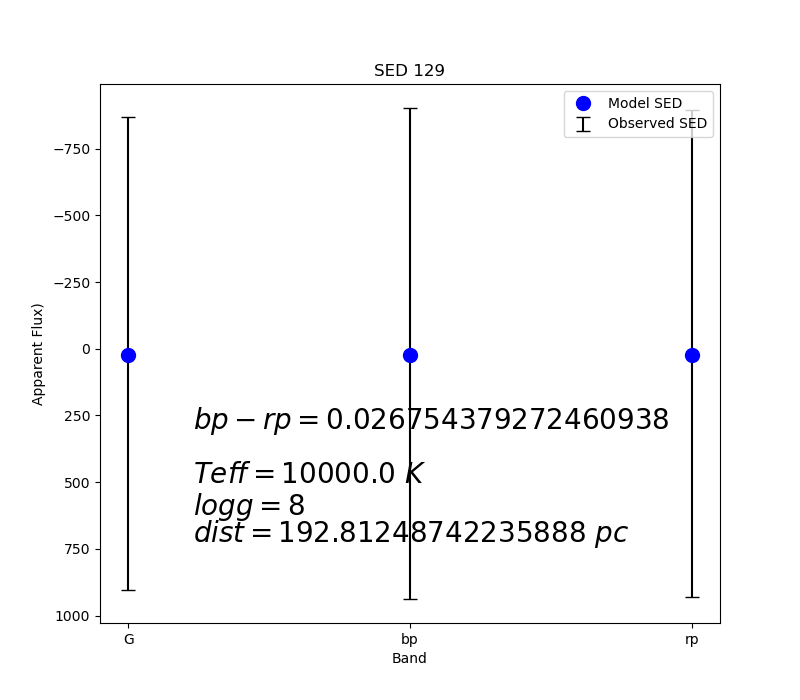 SED 129
Model SED
Observed SED
−750
−500
−250
0
250
500
750
1000
Apparent Flux)
bp − rp = 0.026754379272460938
Teff = 10000.0 K
logg = 8
dist = 192.81248742235888 pc
G
bp
rp
Band